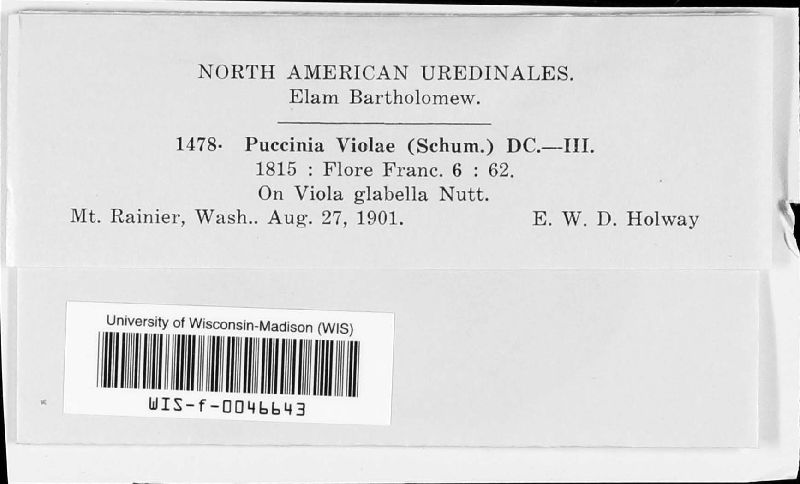 NORTH AMERICAN UREDINALES.
Elam Bartholomew.
1478. Puccinia Violae (Schum.) DC.—III.
1815 : Flore Franc. 6 : 62.
On Viola glabella Nutt.
Mt. Rainier, Wash.. Aug. 27, 1901. E. W. D. Holway
University of Wisconsin-Madison (WIS)
WIS-f-0046643